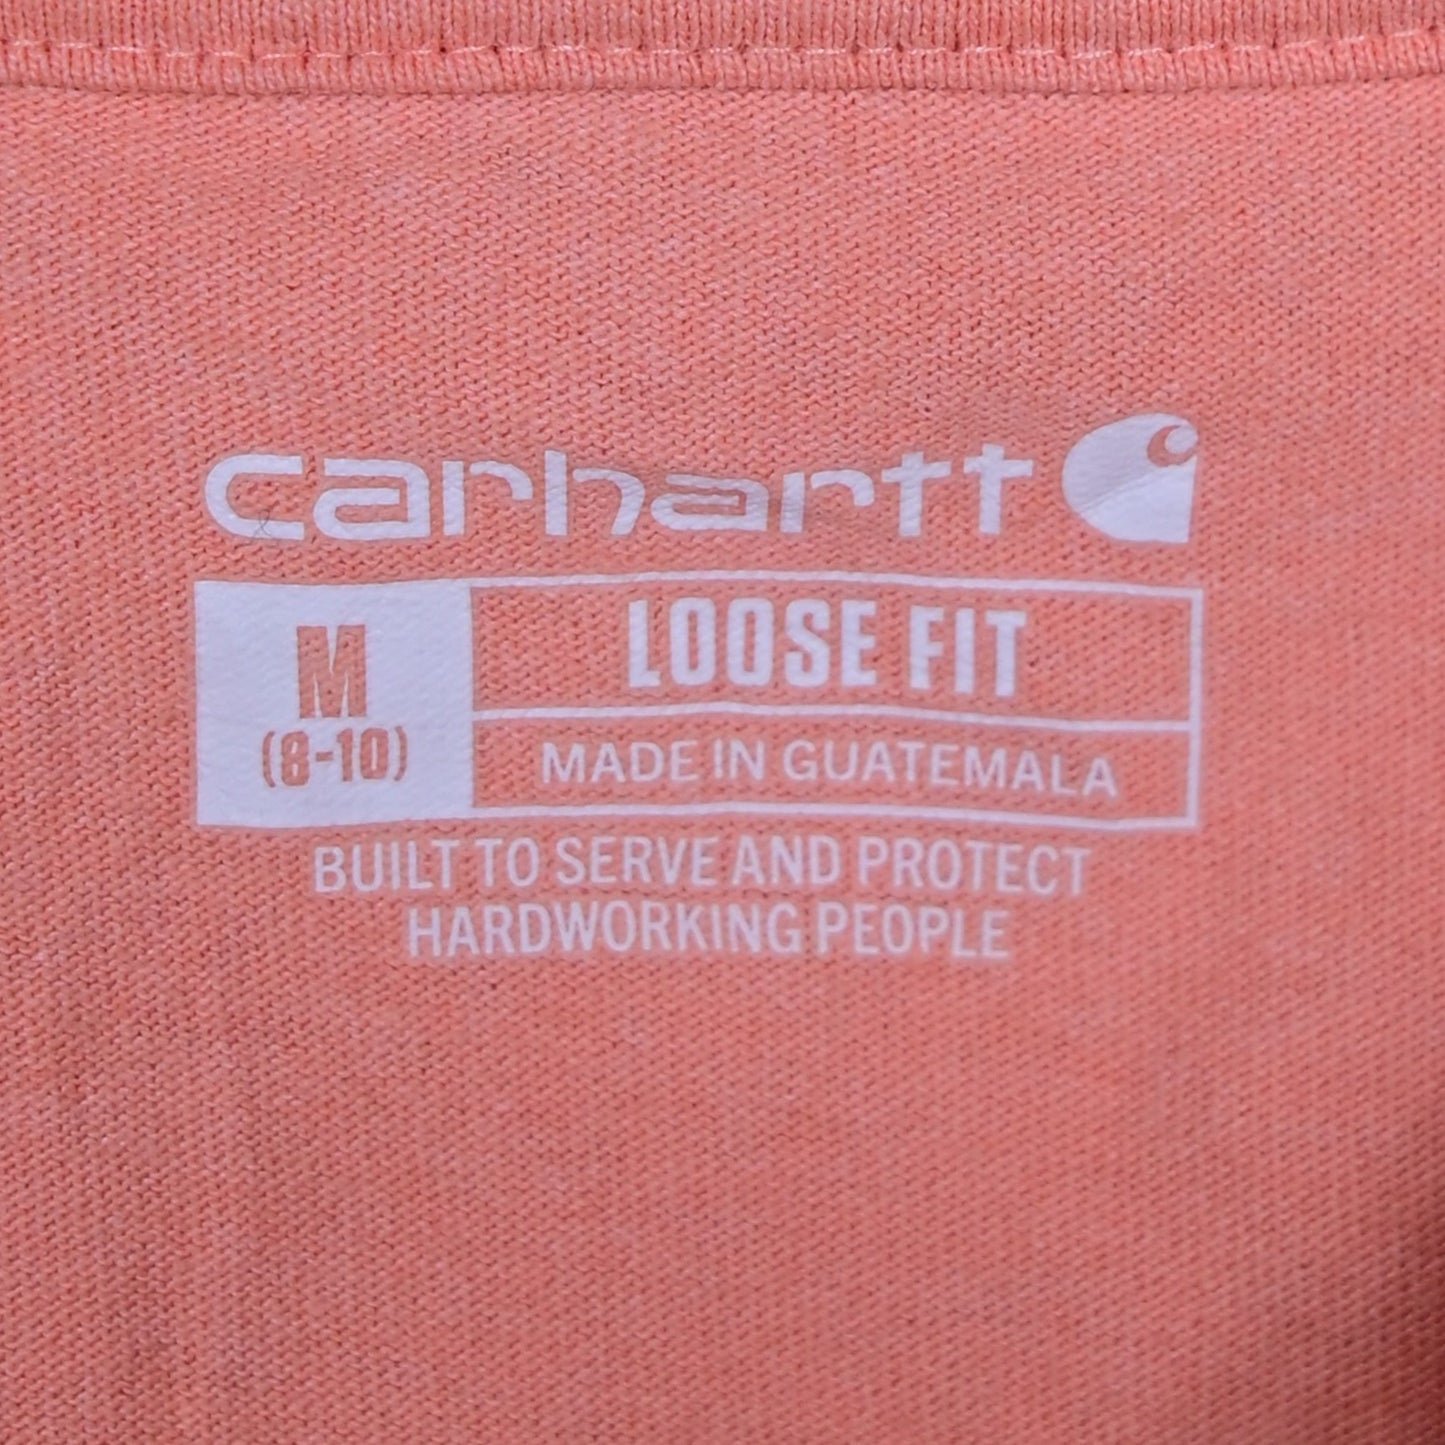 carhartt
M
(8-10)
LOOSE FIT
MADE IN GUATEMALA
BUILT TO SERVE AND PROTECT
HARDWORKING PEOPLE